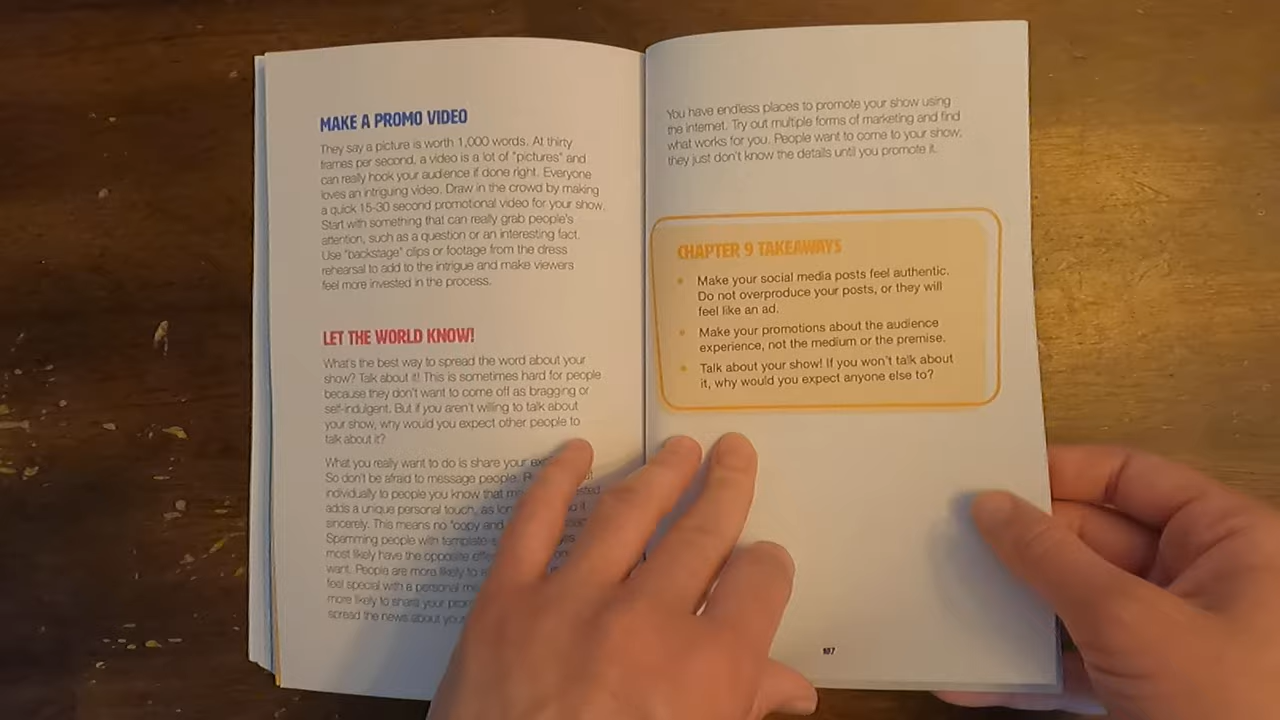 MAKE A PROMO VIDEO
They say a picture is worth 1,000 words. At thirty
frames per second, a video is a lot of "pictures" and
can really hook your audience if done right. Everyone
loves an intriguing video. Draw in the crowd by making
a quick 15-30 second promotional video for your show.
Start with something that can really grab people's
attention, such as a question or an interesting fact.
Use "backstage" clips or footage from the dress
rehearsal to add to the intrigue and make viewers
feel more invested in the process.
LET THE WORLD KNOW!
What's the best way to spread the word about your
show? Talk about it! This is sometimes hard for people
because they don't want to come off as bragging or
self-indulgent. But if you aren't willing to talk about
your show, why would you expect other people to
talk about it?
What you really want to do is share your
So don't be afraid to message people.
individually to people you know that
adds a unique personal touch, as
sincerely. This means no "copy and
Spamming people with
most likely have the opposite
want. People are more likely to
feel special with a personal
more likely to share your
spread the news about your
You have endless places to promote your show using
the internet. Try out multiple forms of marketing and find
what works for you. People want to come to your show;
they just don't know the details until you promote it.
CHAPTER 9 TAKEAWAYS
• Make your social media posts feel authentic.
Do not overproduce your posts, or they will
feel like an ad.
• Make your promotions about the audience
experience, not the medium or the premise.
• Talk about your show! If you won't talk about
it, why would you expect anyone else to?
107